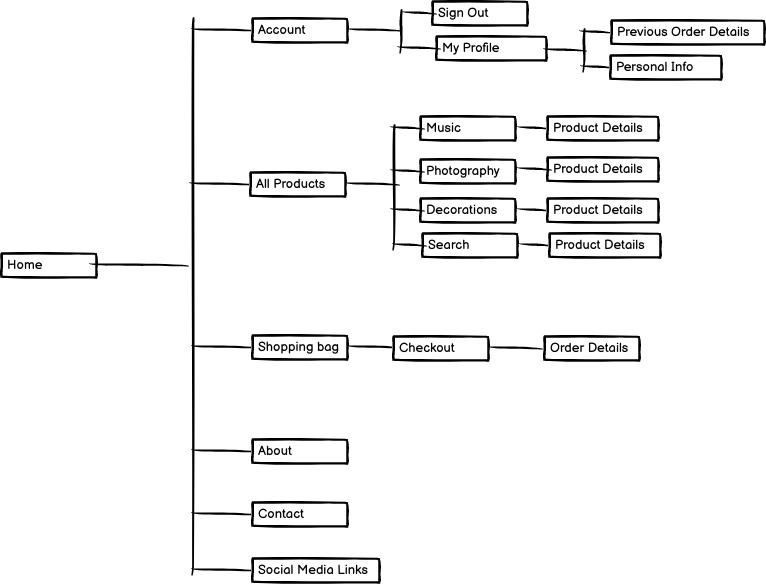 Sign Out
Account
Previous Order Details
My Profile
Personal Info
Music
Product Details
Photography
Product Details
All Products
Decorations
Product Details
Search
Product Details
Home
Shopping bag
Checkout
Order Details
About
Contact
Social Media Links